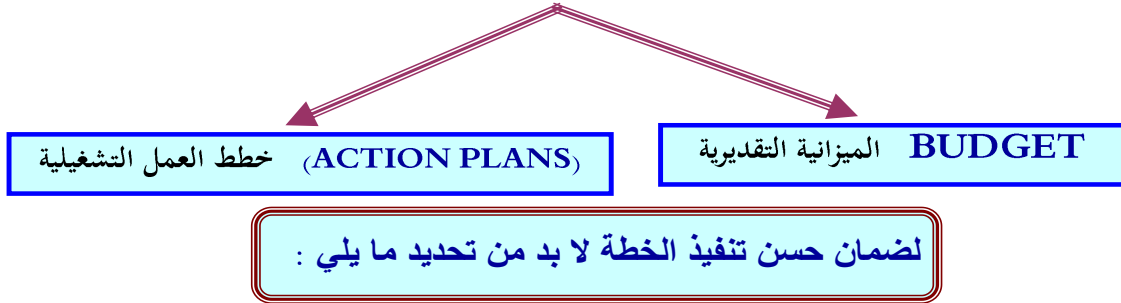 الميزانية التقديرية BUDGET
خطط العمل التشغيلية (ACTION PLANS)
لضمان حسن تنفيذ الخطة لا بد من تحديد ما يلي :